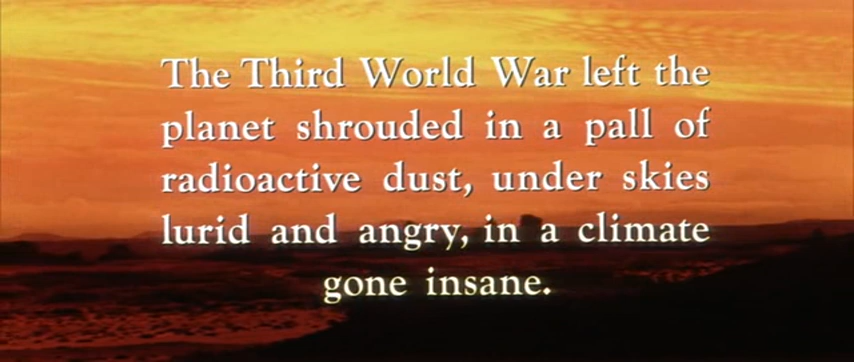 The Third World War left the
planet shrouded in a pall of
radioactive dust, under skies
lurid and angry, in a climate
gone insane.